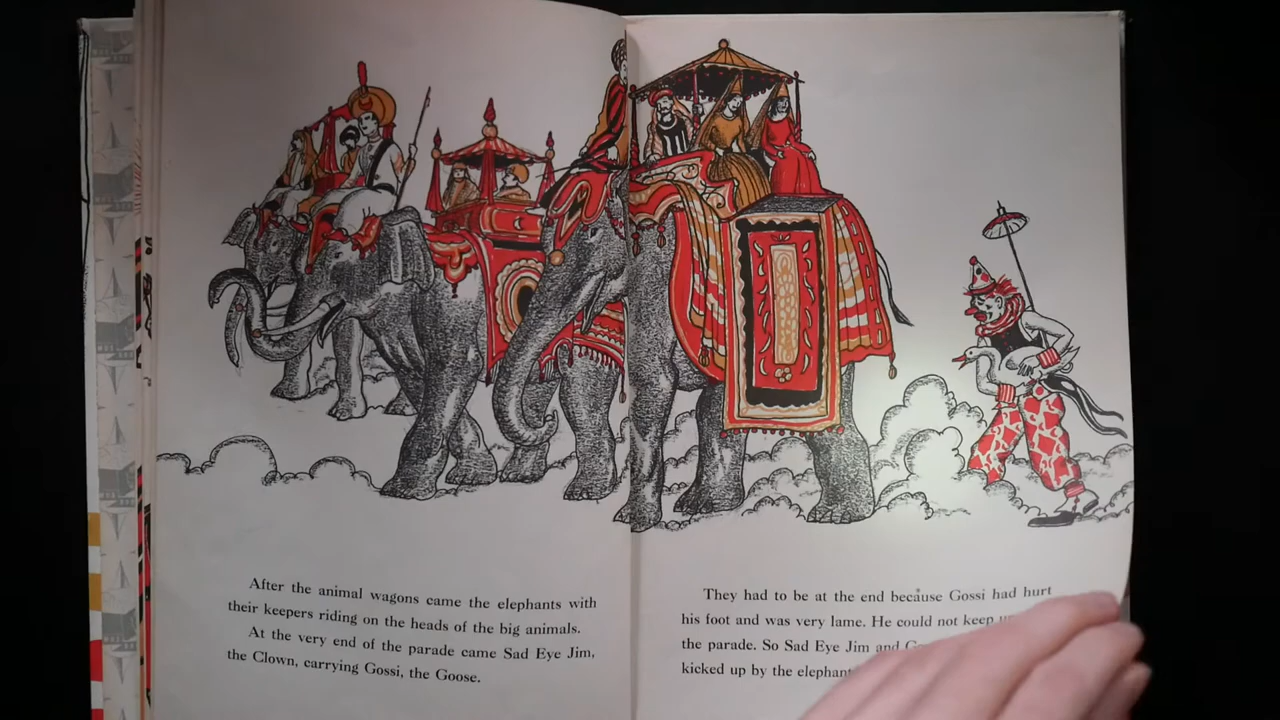 After the animal wagons came the elephants with
their keepers riding on the heads of the big animals.
At the very end of the parade came Sad Eye Jim,
the Clown, carrying Gossi, the Goose.
They had to be at the end because Gossi had hurt
his foot and was very lame. He could not keep
the parade. So Sad Eye Jim and
kicked up by the